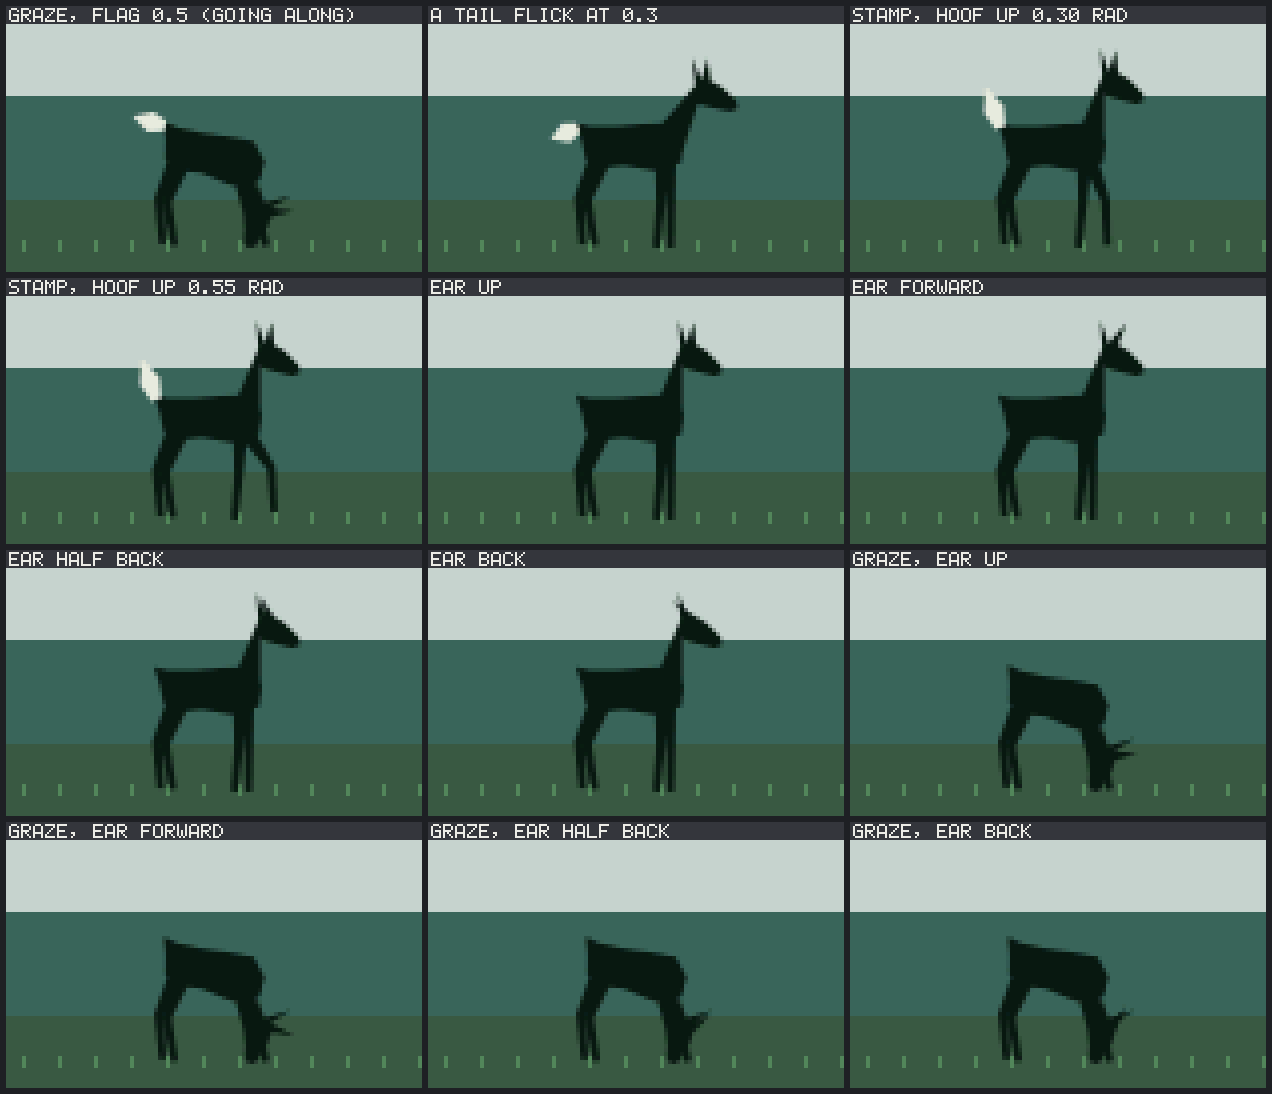 GRAZE, FLAG 0.5 (GOING ALONG)
A TAIL FLICK AT 0.3
STAMP, HOOF UP 0.30 RAD
STAMP, HOOF UP 0.55 RAD
EAR UP
EAR FORWARD
EAR HALF BACK
EAR BACK
GRAZE, EAR UP
GRAZE, EAR FORWARD
GRAZE, EAR HALF BACK
GRAZE, EAR BACK